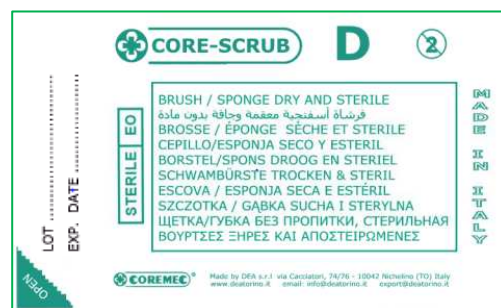 CORE-SCRUB
D
2
LOT ....................
EXP. DATE ....................
STERILE EO
BRUSH / SPONGE DRY AND STERILE
فرشاة أسفنجية معقمة وجافة بدون مادة
BROSSE / ÉPONGE SÈCHE ET STERILE
CEPILLO/ESPONJA SECO Y ESTERIL
BORSTEL/SPONS DROOG EN STERIEL
SCHWAMBÜRSTE TROCKEN & STERIL
ESCOVA / ESPONJA SECA E ESTÉRIL
SZCZOTKA / GĄBKA SUCHA I STERYLNA
ЩЕТКА/ГУБКА БЕЗ ПРОПИТКИ, СТЕРИЛЬНАЯ
ΒΟΥΡΤΣΕΣ ΞΗΡΕΣ ΚΑΙ ΑΠΟΣΤΕΙΡΩΜΕΝΕΣ
MADE IN ITALY
OPEN
COREMEC®
Made by DEA s.r.l via Cacciatori, 74/76 - 10042 Nichelino (TO) Italy
www.deatorino.it email: info@deatorino.it export@deatorino.it